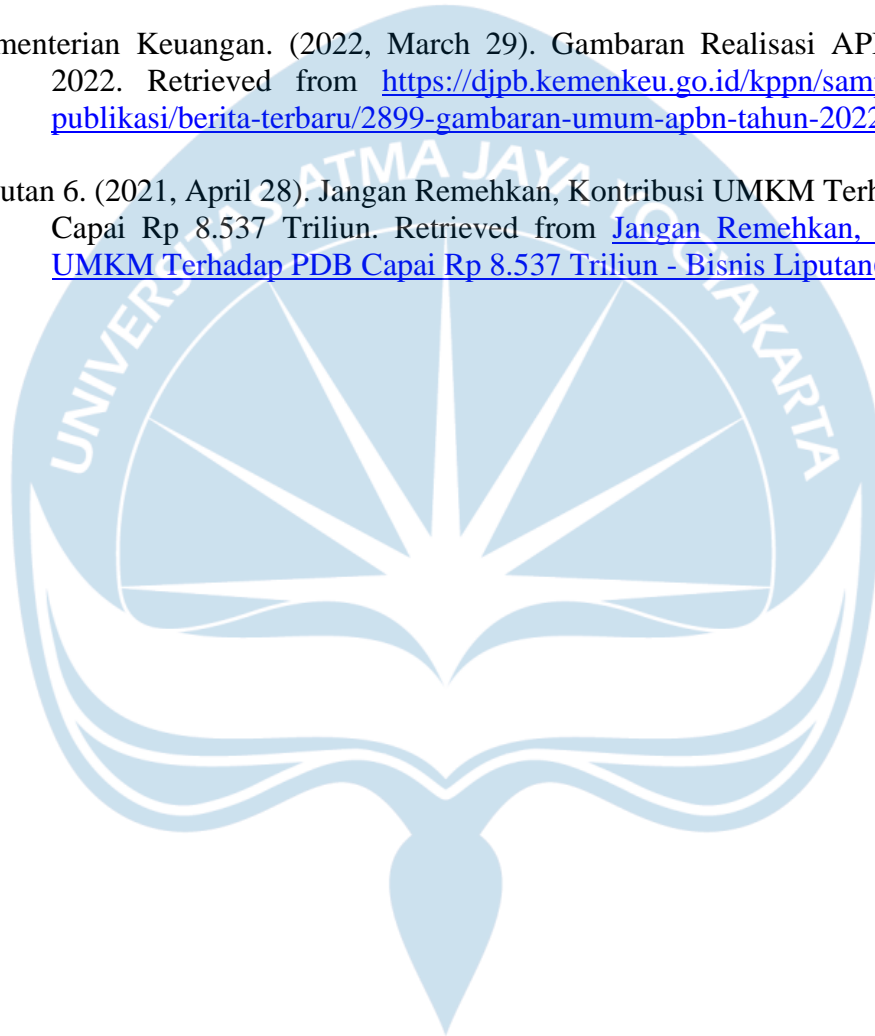 menterian Keuangan. (2022, March 29). Gambaran Realisasi
2022. Retrieved from https://djpb.kemenkeu.go.id/kppn/sam
publikasi/berita-terbaru/2899-gambaran-umum-apbn-tahun-2022
utan 6. (2021, April 28). Jangan Remehkan, Kontribusi UMKM
Capai Rp 8.537 Triliun. Retrieved from Jangan Remehkan,
UMKM Terhadap PDB Capai Rp 8.537 Triliun - Bisnis Liputan
UNIVERSITAS ATMA JAYA YOGYAKARTA